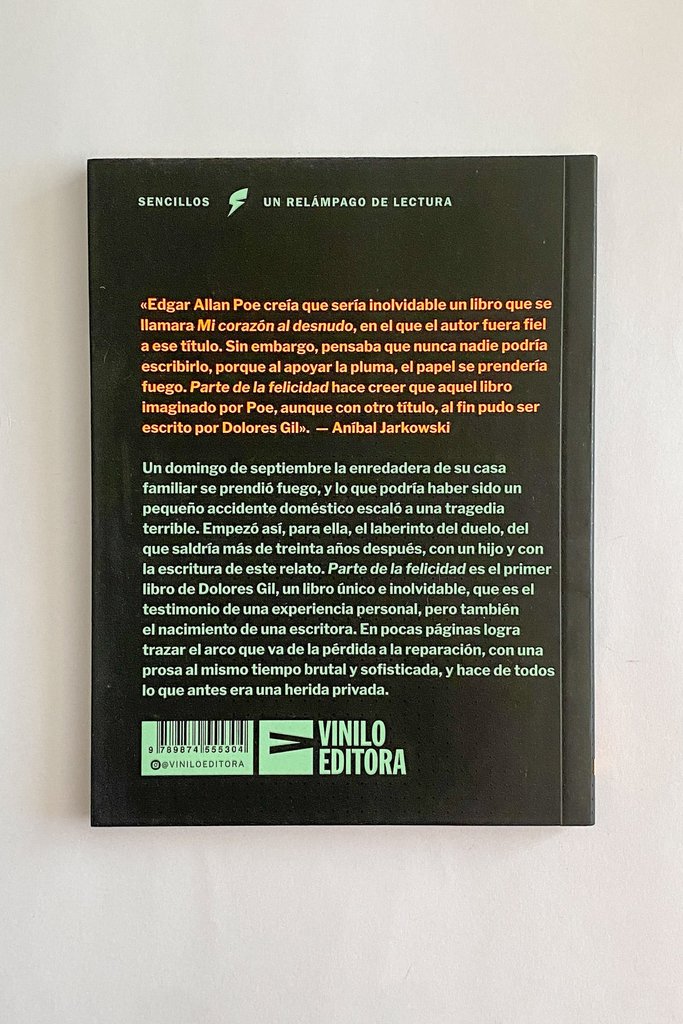 SENCILLOS UN RELÁMPAGO DE LECTURA
«Edgar Allan Poe creía que sería inolvidable un libro que se
llamara Mi corazón al desnudo, en el que el autor fuera fiel
a ese título. Sin embargo, pensaba que nunca nadie podría
escribirlo, porque al apoyar la pluma, el papel se prendería
fuego. Parte de la felicidad hace creer que aquel libro
imaginado por Poe, aunque con otro título, al fin pudo ser
escrito por Dolores Gil». — Aníbal Jarkowski
Un domingo de septiembre la enredadera de su casa
familiar se prendió fuego, y lo que podría haber sido un
pequeño accidente doméstico escaló a una tragedia
terrible. Empezó así, para ella, el laberinto del duelo, del
que saldría más de treinta años después, con un hijo y con
la escritura de este relato. Parte de la felicidad es el primer
libro de Dolores Gil, un libro único e inolvidable, que es el
testimonio de una experiencia personal, pero también
el nacimiento de una escritora. En pocas páginas logra
trazar el arco que va de la pérdida a la reparación, con una
prosa al mismo tiempo brutal y sofisticada, y hace de todos
lo que antes era una herida privada.
9 789874 555304
@VINILOEDITORA
VINILO
EDITORA